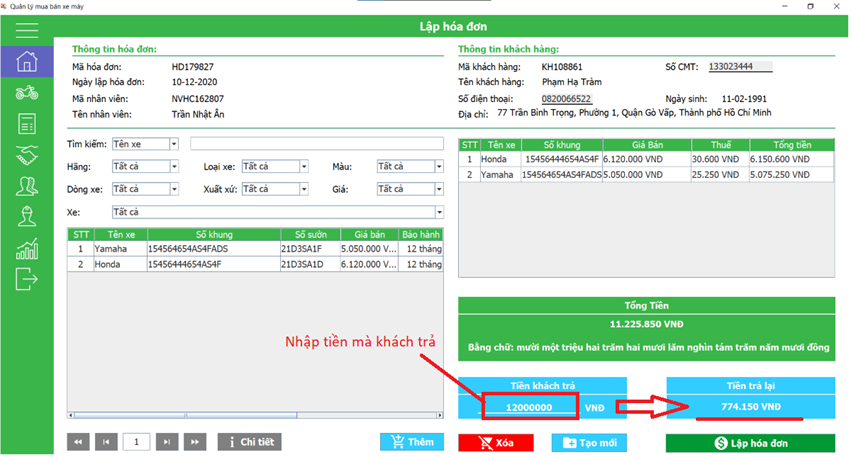 Quản Lý mua bán xe máy
Lập hóa đơn
Thông tin hóa đơn:
Mã hóa đơn: HD179827
Ngày lập hóa đơn: 10-12-2020
Mã nhân viên: NVHC162807
Tên nhân viên: Trần Nhật Ân
Thông tin khách hàng:
Mã khách hàng: KH108861 Số CMT: 133023444
Tên khách hàng: Phạm Hạ Tràm
Số điện thoại: 0820066522 Ngày sinh: 11-02-1991
Địa chỉ: 77 Trần Bình Trọng, Phường 1, Quận Gò Vấp, Thành phố Hồ Chí Minh
Tìm kiếm: Tên xe
Hãng: Tất cả Loại xe: Tất cả Màu: Tất cả
Dòng xe: Tất cả Xuất xứ: Tất cả Giá: Tất cả
Xe: Tất cả
STT Tên xe Số khung Số sườn Giá bán Bảo hành
1 Yamaha 154564654AS4FADS 21D3SA1F 5.050.000 V... 12 tháng
2 Honda 15456444654AS4F 21D3SA1D 6.120.000 V... 12 tháng
STT Tên xe Số khung Giá Bán Thuế Tổng tiền
1 Honda 15456444654AS4F 6.120.000 VNĐ 30.600 VNĐ 6.150.600 VNĐ
2 Yamaha 154564654AS4FADS 5.050.000 VNĐ 25.250 VNĐ 5.075.250 VNĐ
Tổng Tiền
11.225.850 VNĐ
Bằng chữ: mười một triệu hai trăm hai mươi lăm nghìn tám trăm năm mươi đồng
Nhập tiền mà khách trả
Tiền khách trả
12000000 VNĐ
Tiền trả lại
774.150 VNĐ
1 Chi tiết Thêm
Xóa Tạo mới Lập hóa đơn